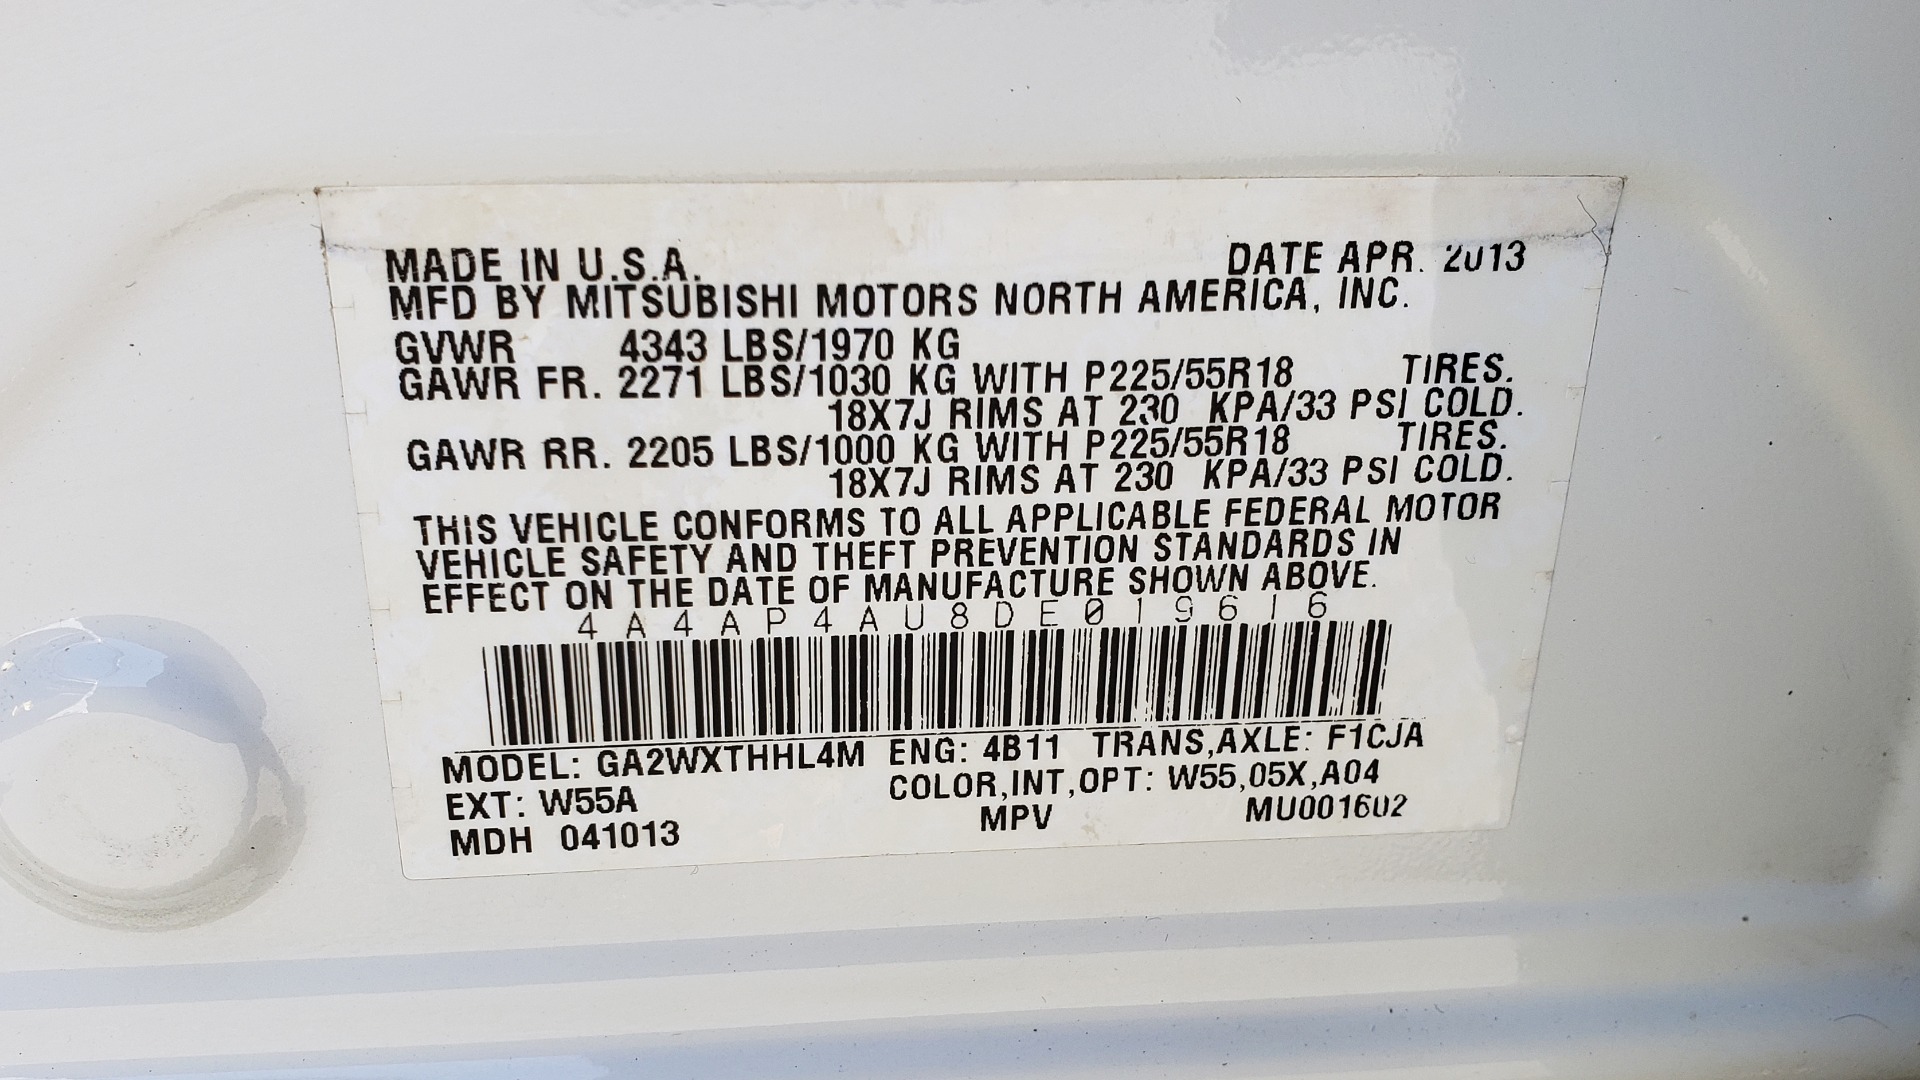 MADE IN U.S.A. DATE APR. 2013
MFD BY MITSUBISHI MOTORS NORTH AMERICA, INC.
GVWR 4343 LBS/1970 KG
GAWR FR. 2271 LBS/1030 KG WITH P225/55R18 TIRES.
18X7J RIMS AT 230 KPA/33 PSI COLD.
GAWR RR. 2205 LBS/1000 KG WITH P225/55R18 TIRES.
18X7J RIMS AT 230 KPA/33 PSI COLD.
THIS VEHICLE CONFORMS TO ALL APPLICABLE FEDERAL MOTOR
VEHICLE SAFETY AND THEFT PREVENTION STANDARDS IN
EFFECT ON THE DATE OF MANUFACTURE SHOWN ABOVE.
4A4AP4AU8DE019616
MODEL: GA2WXTHHL4M ENG: 4B11 TRANS,AXLE: F1CJA
EXT: W55A COLOR,INT,OPT: W55,05X,A04
MDH 041013 MPV MU001602